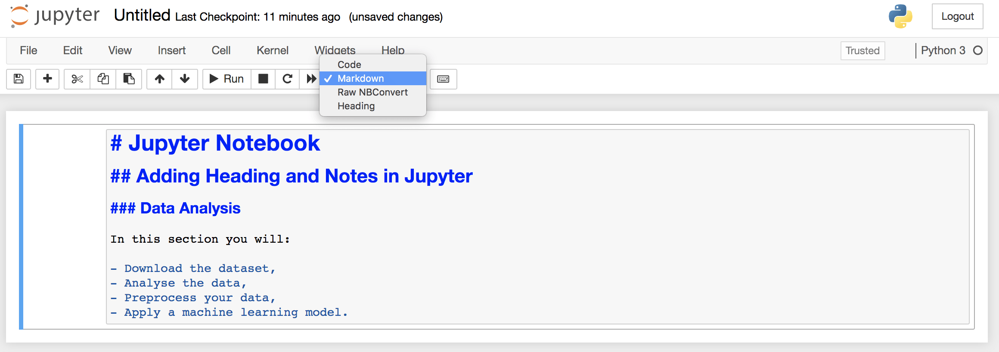 jupyter Untitled Last Checkpoint: 11 minutes ago (unsaved changes) Logout
File Edit View Insert Cell Kernel Widgets Help Trusted Python 3
Run
Code
Markdown
Raw NBConvert
Heading
# Jupyter Notebook
## Adding Heading and Notes in Jupyter
### Data Analysis
In this section you will:
- Download the dataset,
- Analyse the data,
- Preprocess your data,
- Apply a machine learning model.